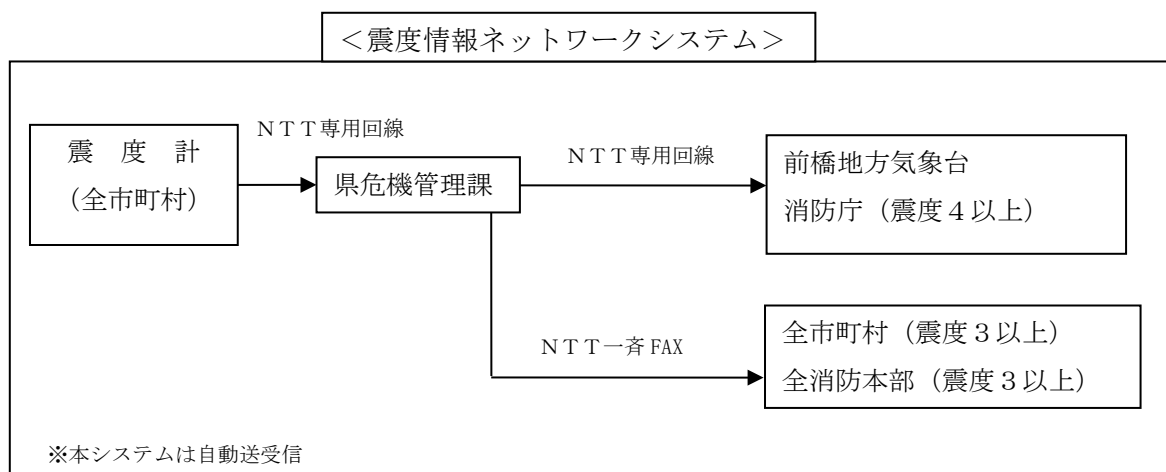 ＜震度情報ネットワークシステム＞
震　度　計
（全市町村）
ＮＴＴ専用回線
県危機管理課
ＮＴＴ専用回線
前橋地方気象台
消防庁（震度４以上）
ＮＴＴ一斉 FAX
全市町村（震度３以上）
全消防本部（震度３以上）
※本システムは自動送受信